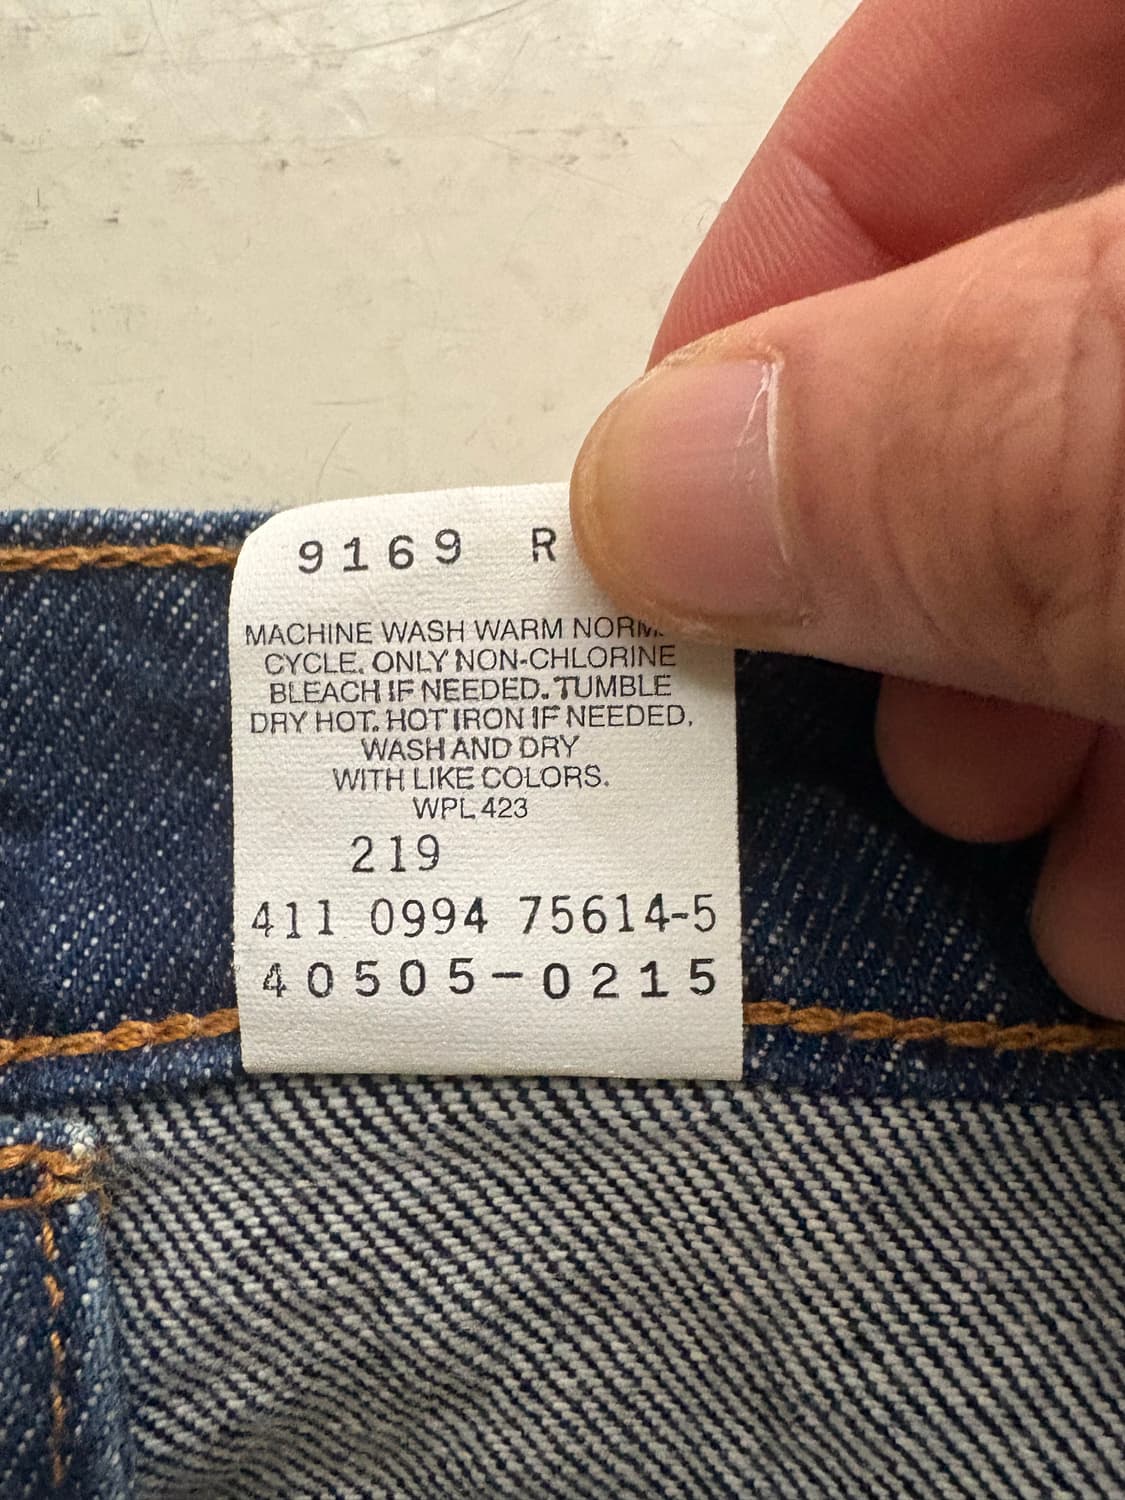 9169 R
MACHINE WASH WARM
CYCLE. ONLY NON-CHLORINE
BLEACH IF NEEDED. TUMBLE
DRY HOT. HOT IRON IF NEEDED.
WASH AND DRY
WITH LIKE COLORS.
WPL 423
219
411 0994 75614-5
40505-0215